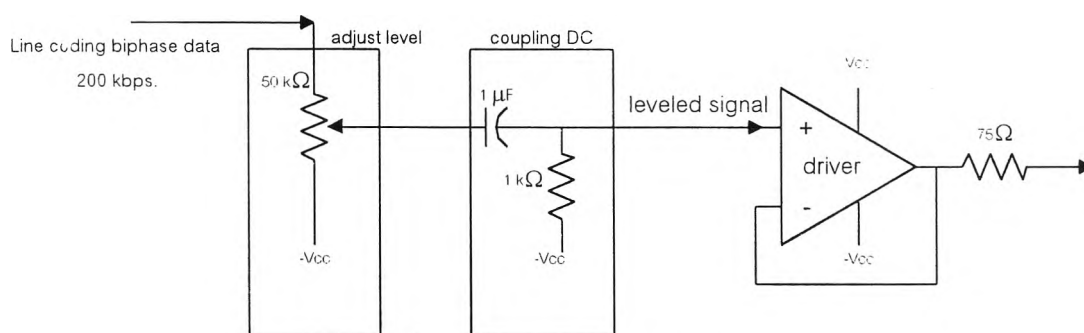 Line coding biphase data
200 kbps.
adjust level
50 kΩ
-Vcc
coupling DC
1 µF
1 kΩ
-Vcc
leveled signal
Vcc
+
driver
-
-Vcc
75Ω